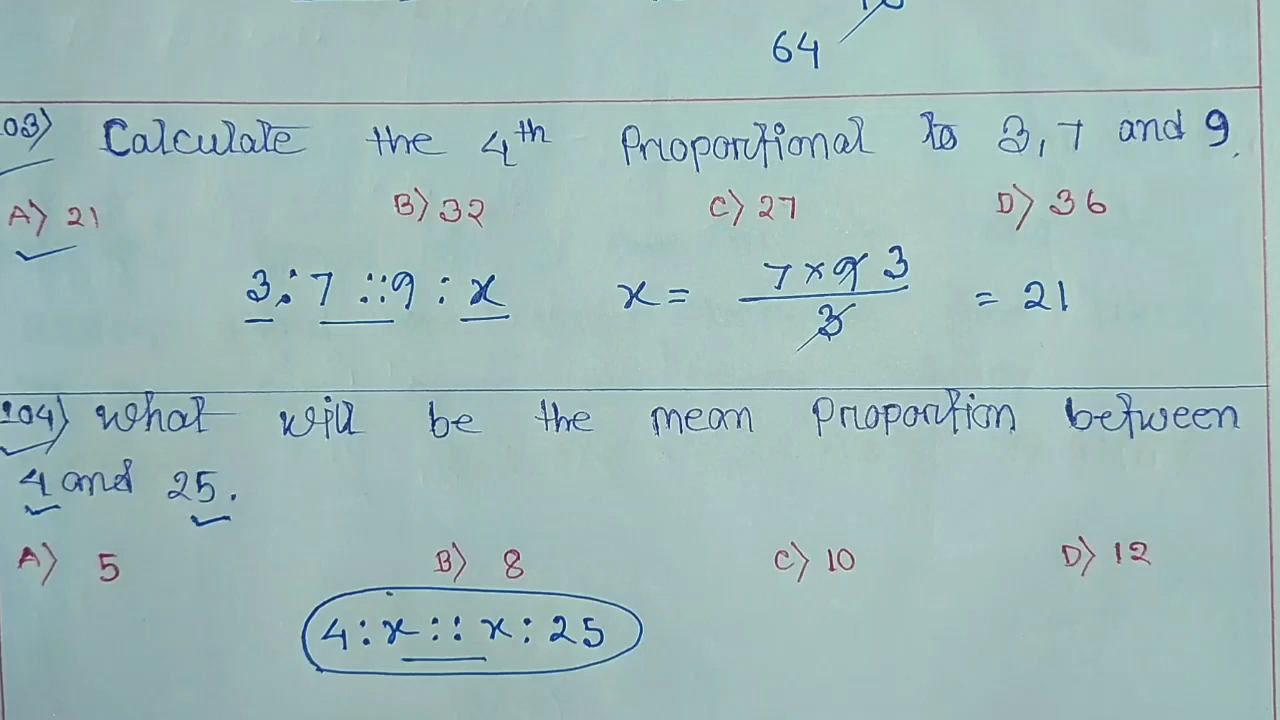 64
03) Calculate the 4th Proportional to 3, 7 and 9.
A) 21 B) 32 C) 27 D) 36
3:7 ::9 : x x = 7 x 9 3 / 3 = 21
204) What will be the mean Proportion between
4 and 25.
A) 5 B) 8 C) 10 D) 12
4:x::x:25